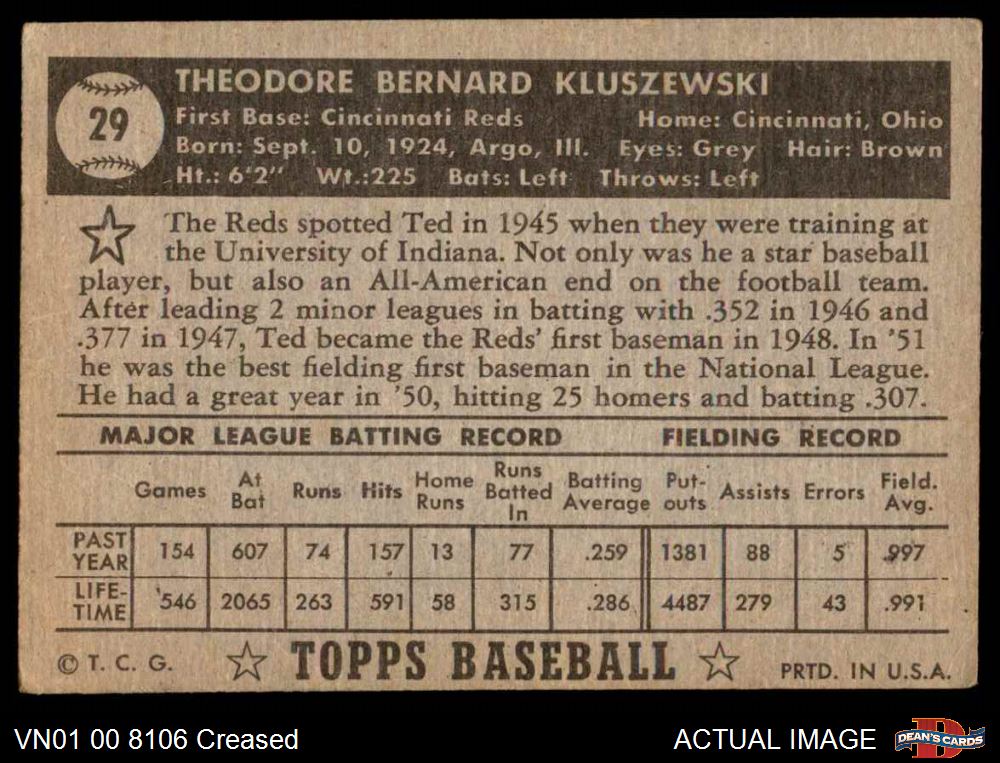 29
THEODORE BERNARD KLUSZEWSKI
First Base: Cincinnati Reds Home: Cincinnati, Ohio
Born: Sept. 10, 1924, Argo, Ill. Eyes: Grey Hair: Brown
Ht.: 6'2" Wt.:225 Bats: Left Throws: Left
The Reds spotted Ted in 1945 when they were training at
the University of Indiana. Not only was he a star baseball
player, but also an All-American end on the football team.
After leading 2 minor leagues in batting with .352 in 1946 and
.377 in 1947, Ted became the Reds' first baseman in 1948. In '51
he was the best fielding first baseman in the National League.
He had a great year in '50, hitting 25 homers and batting .307.
MAJOR LEAGUE BATTING RECORD FIELDING RECORD
Games At Bat Runs Hits Home Runs Runs Batted In Batting Average Put-outs Assists Errors Field. Avg.
PAST YEAR 154 607 74 157 13 77 .259 1381 88 5 .997
LIFE-TIME 546 2065 263 591 58 315 .286 4487 279 43 .991
© T. C. G. TOPPS BASEBALL PRTD. IN U.S.A.
VN01 00 8106 Creased ACTUAL IMAGE DEAN'S CARDS